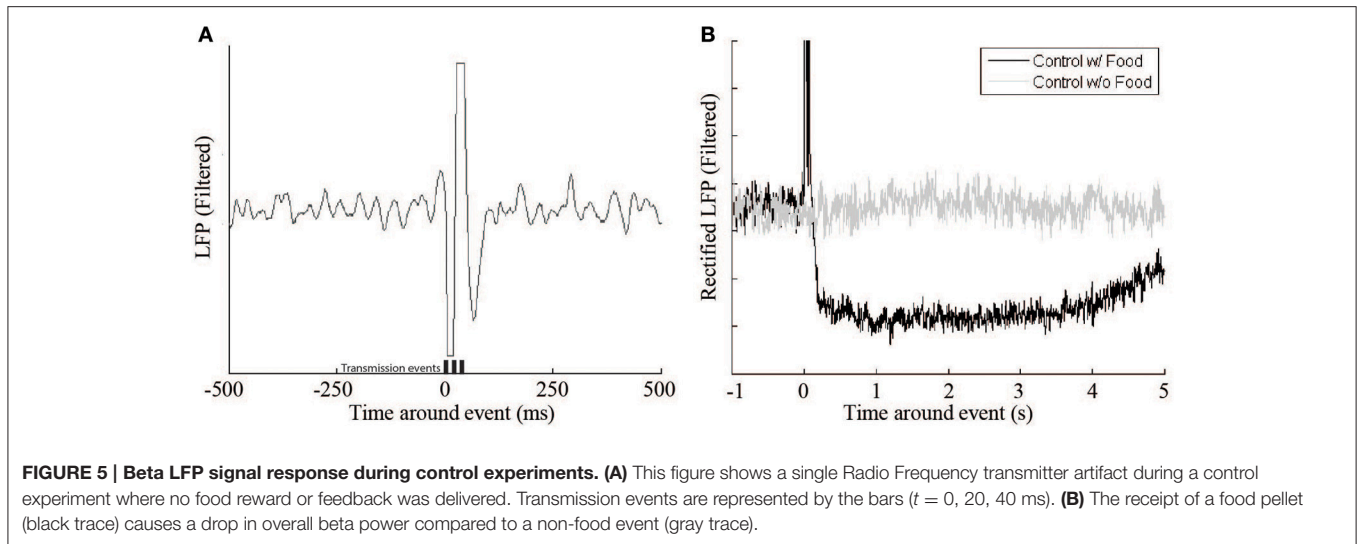 A
B
LFP (Filtered)
Transmission events
-500
-250
0
250
500
Time around event (ms)
Rectified LFP (Filtered)
Control w/ Food
Control w/o Food
-1
0
1
2
3
4
5
Time around event (s)
FIGURE 5 | Beta LFP signal response during control experiments. (A) This figure shows a single Radio Frequency transmitter artifact during a control
experiment where no food reward or feedback was delivered. Transmission events are represented by the bars (t = 0, 20, 40 ms). (B) The receipt of a food pellet
(black trace) causes a drop in overall beta power compared to a non-food event (gray trace).